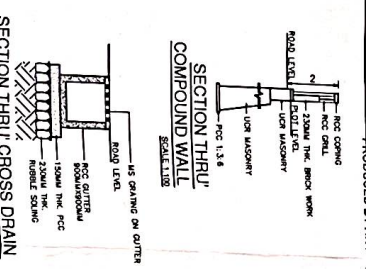 RCC COPING
RCC GRILL
230MM THK. BRICK WORK
2
PLOT LEVEL
ROAD LEVEL
UCR MASONRY
UCR MASONRY
PCC 1:3:6
SECTION THRU'
COMPOUND WALL
SCALE 1:100
MS GRATING ON GUTTER
ROAD LEVEL
RCC GUTTER
900MMX900MM
150MM THK. PCC
230MM THK.
RUBBLE SOLING
SECTION THRU CROSS DRAIN